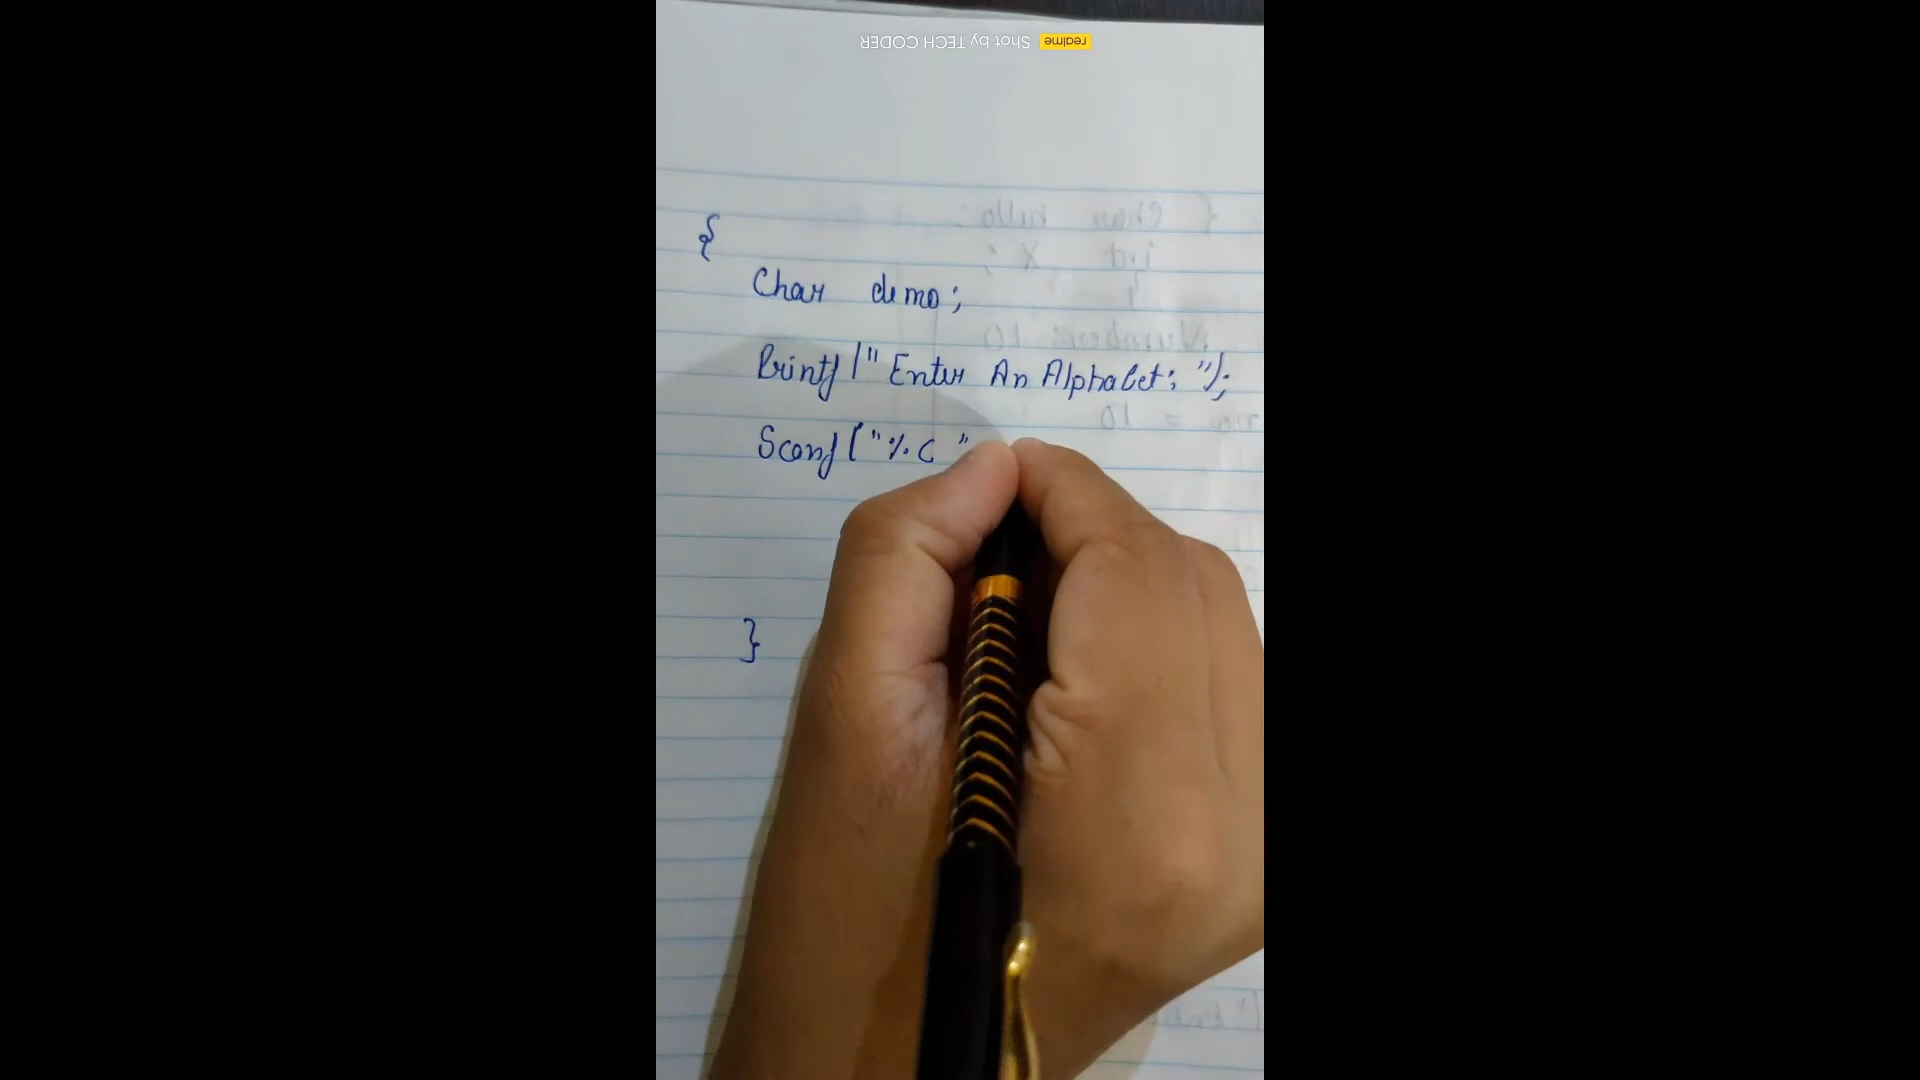 realme Shot by TECH CODER
{
Char demo;
Printf("Enter An Alphabet: ");
Scanf("%C "
}